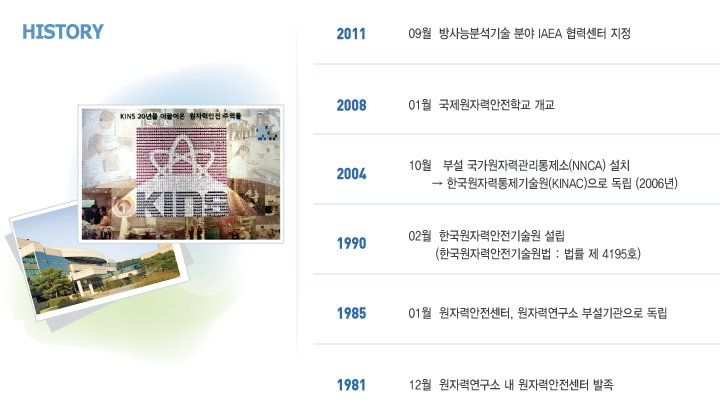 HISTORY
KINS 20년을 이끌어온 원자력안전 주역들
KINS
2011 09월 방사능분석기술 분야 IAEA 협력센터 지정
2008 01월 국제원자력안전학교 개교
2004 10월 부설 국가원자력관리통제소(NNCA) 설치
→ 한국원자력통제기술원(KINAC)으로 독립 (2006년)
1990 02월 한국원자력안전기술원 설립
(한국원자력안전기술원법 : 법률 제 4195호)
1985 01월 원자력안전센터, 원자력연구소 부설기관으로 독립
1981 12월 원자력연구소 내 원자력안전센터 발족